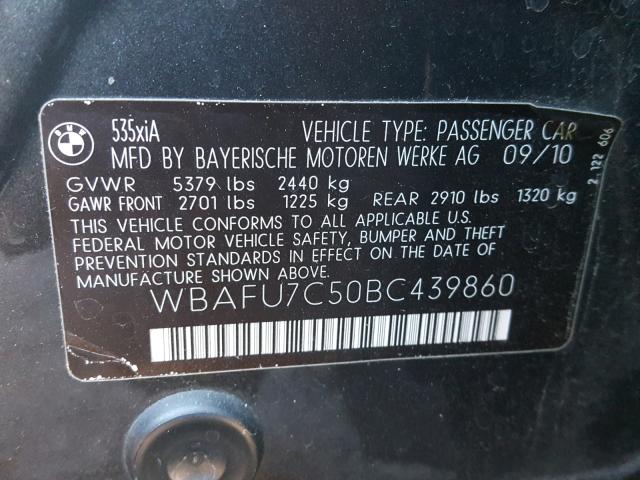 BMW
535xiA VEHICLE TYPE: PASSENGER CAR
MFD BY BAYERISCHE MOTOREN WERKE AG 09/10
GVWR 5379 lbs 2440 kg
GAWR FRONT 2701 lbs 1225 kg REAR 2910 lbs 1320 kg
THIS VEHICLE CONFORMS TO ALL APPLICABLE U.S.
FEDERAL MOTOR VEHICLE SAFETY, BUMPER AND THEFT
PREVENTION STANDARDS IN EFFECT ON THE DATE OF
MANUFACTURE SHOWN ABOVE.
WBAFU7C50BC439860
2 122 606